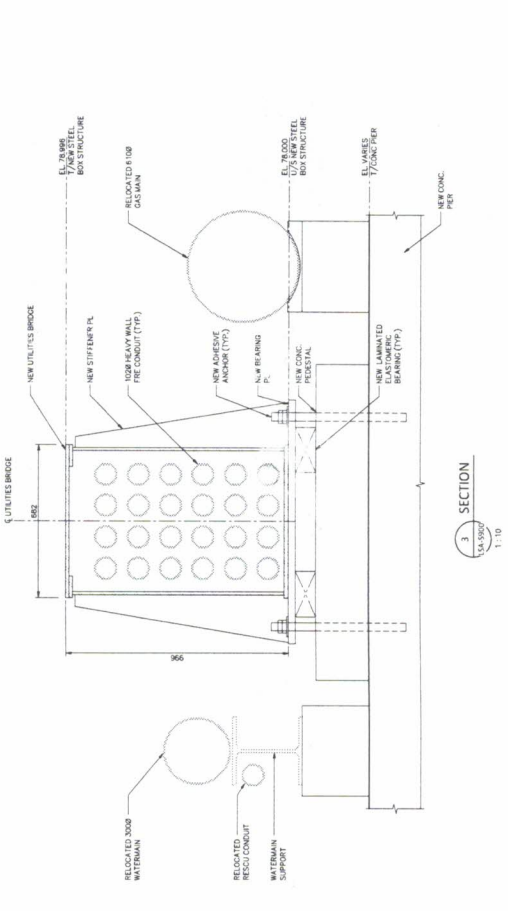 ℄ UTILITIES BRIDGE
682
NEW UTILITIES BRIDGE
NEW STIFFENER PL
102Ø HEAVY WALL
FRE CONDUIT (TYP.)
NEW ADHESIVE
ANCHOR (TYP.)
NEW BEARING
PL
NEW CONC.
PEDESTAL
NEW LAMINATED
ELASTOMERIC
BEARING (TYP.)
EL. 78.996
T/NEW STEEL
BOX STRUCTURE
RELOCATED 610Ø
GAS MAIN
EL. 78.000
U/S NEW STEEL
BOX STRUCTURE
EL. VARIES
T/CONC PIER
NEW CONC.
PIER
966
RELOCATED 300Ø
WATERMAIN
RELOCATED
RESCU CONDUIT
WATERMAIN
SUPPORT
3
SECTION
1:10